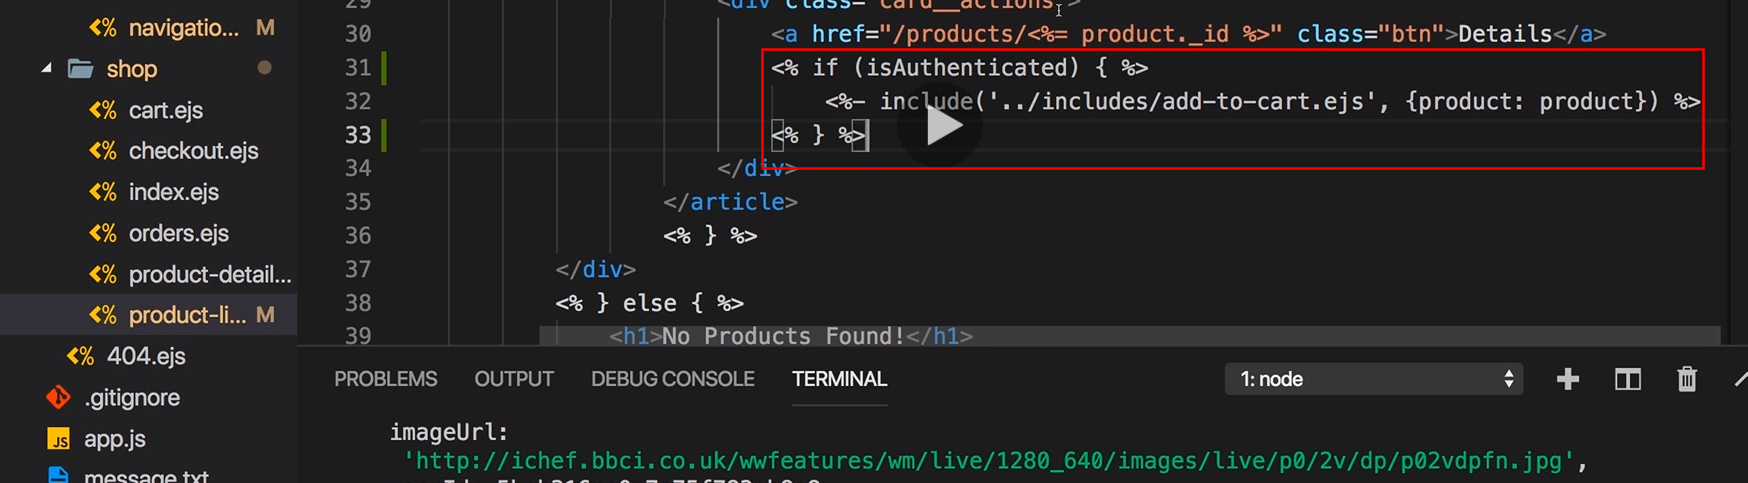 navigatio... M
shop
cart.ejs
checkout.ejs
index.ejs
orders.ejs
product-detail...
product-li... M
404.ejs
.gitignore
JS app.js
message.txt
29 <div class="card__actions">
30 <a href="/products/<%= product._id %>" class="btn">Details</a>
31 <% if (isAuthenticated) { %>
32 <%- include('../includes/add-to-cart.ejs', {product: product}) %>
33 <% } %>
34 </div>
35 </article>
36 <% } %>
37 </div>
38 <% } else { %>
39 <h1>No Products Found!</h1>
PROBLEMS OUTPUT DEBUG CONSOLE TERMINAL 1: node
imageUrl:
'http://ichef.bbci.co.uk/wwfeatures/wm/live/1280_640/images/live/p0/2v/dp/p02vdpfn.jpg',